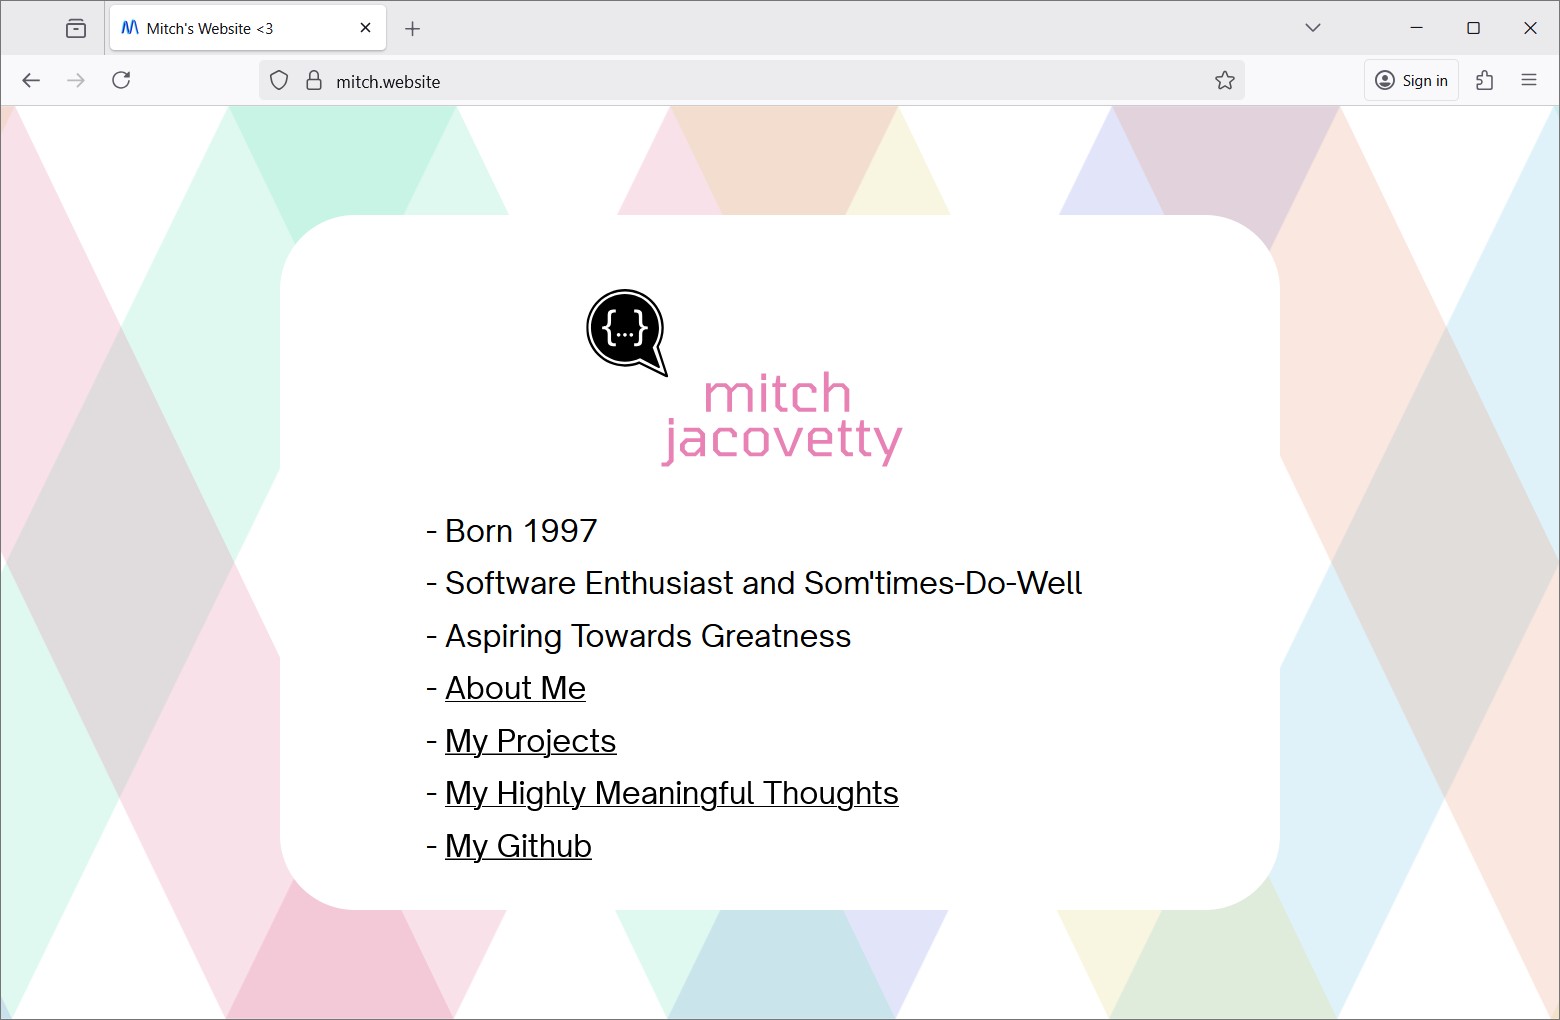 Mitch's Website <3
mitch.website
Sign in
{...}
mitch
jacovetty
- Born 1997
- Software Enthusiast and Som'times-Do-Well
- Aspiring Towards Greatness
- About Me
- My Projects
- My Highly Meaningful Thoughts
- My Github